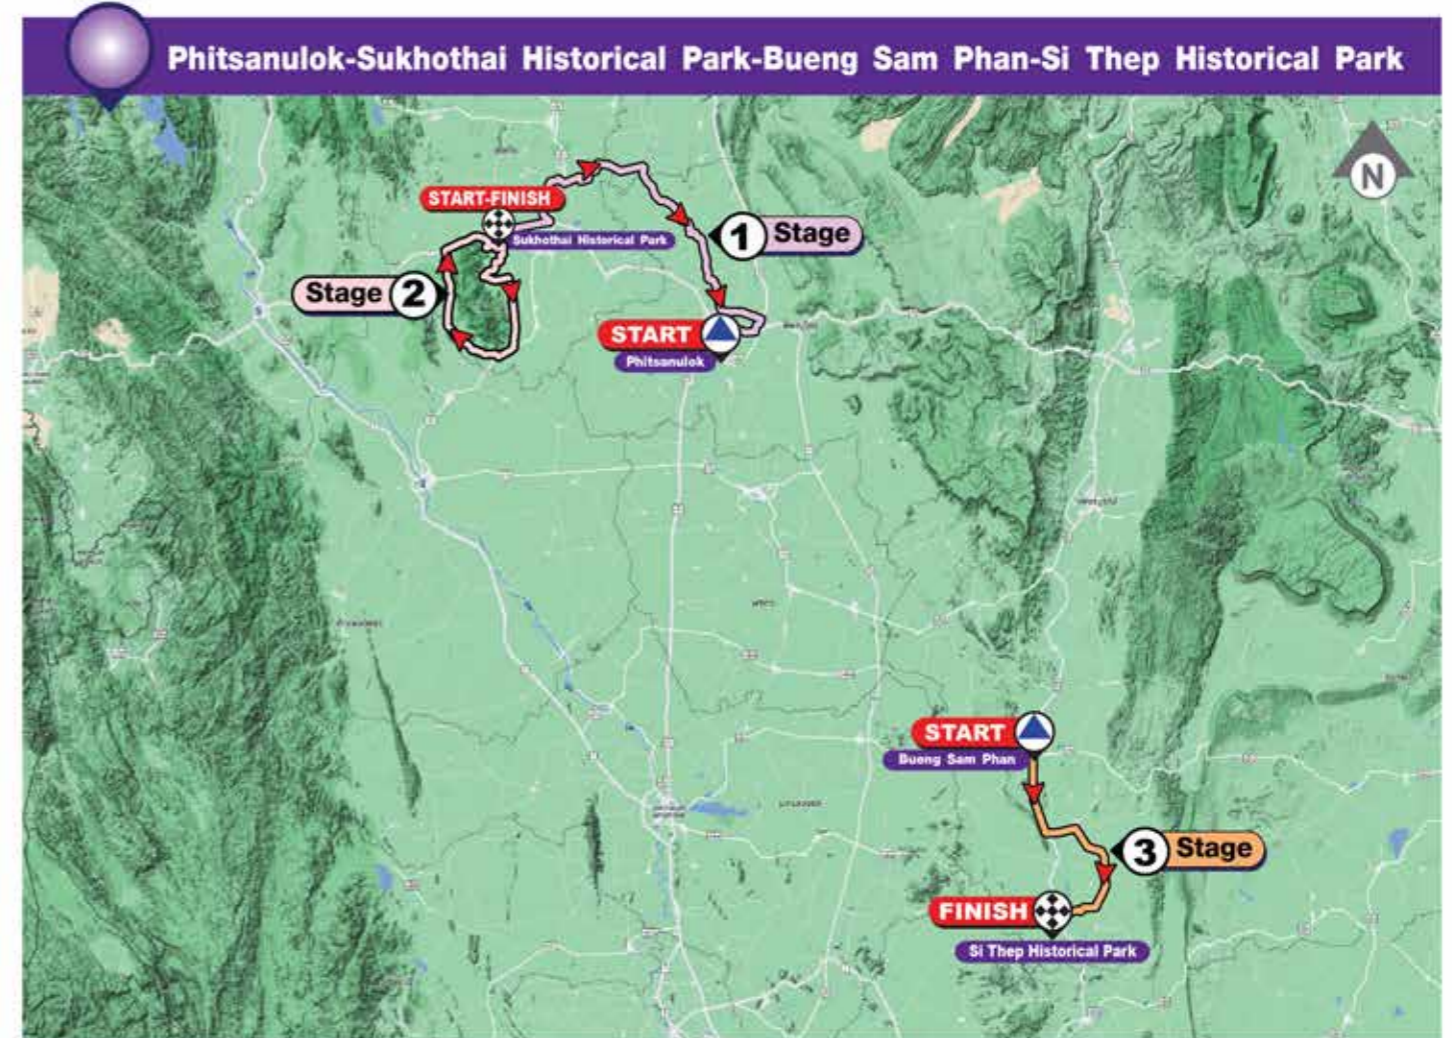 Phitsanulok-Sukhothai Historical Park-Bueng Sam Phan-Si Thep Historical Park
N
START-FINISH
Sukhothai Historical Park
1 Stage
Stage 2
START
Phitsanulok
START
Bueng Sam Phan
3 Stage
FINISH
Si Thep Historical Park